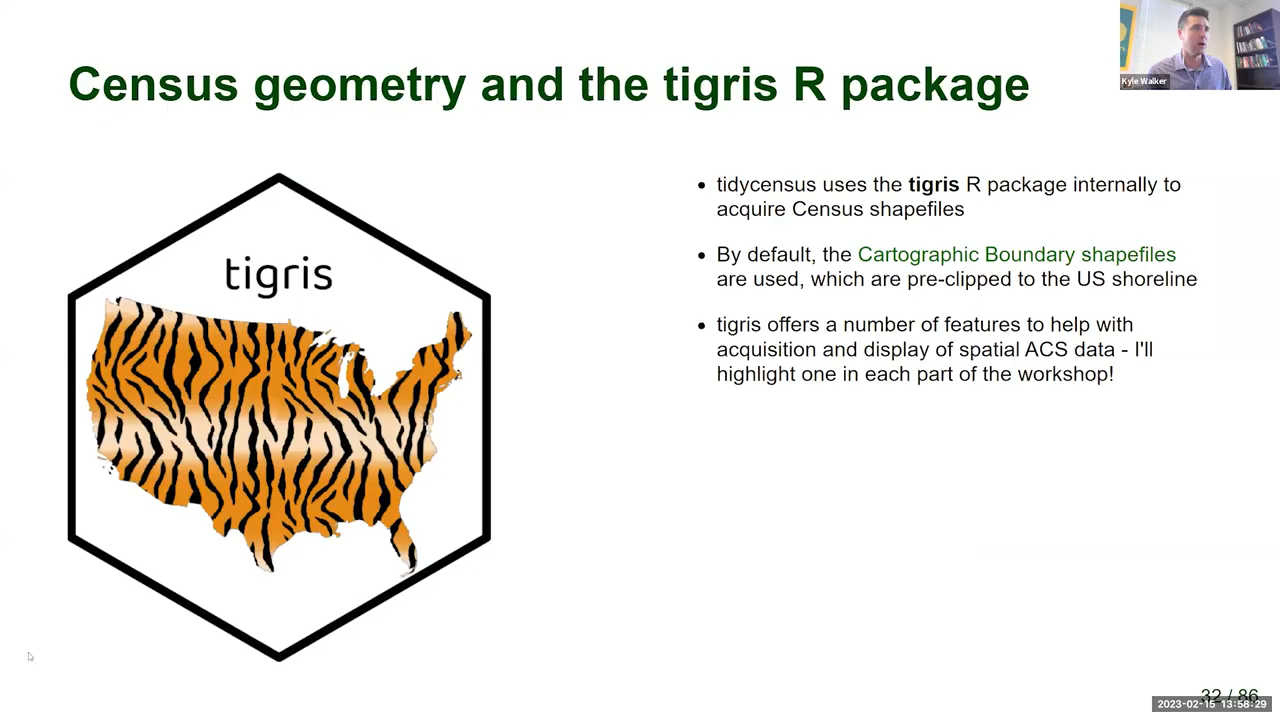 Census geometry and the tigris R package
Kyle Walker
tigris
tidycensus uses the tigris R package internally to
acquire Census shapefiles
By default, the Cartographic Boundary shapefiles
are used, which are pre-clipped to the US shoreline
tigris offers a number of features to help with
acquisition and display of spatial ACS data - I'll
highlight one in each part of the workshop!
32 / 86
2023-02-15 13:58:29